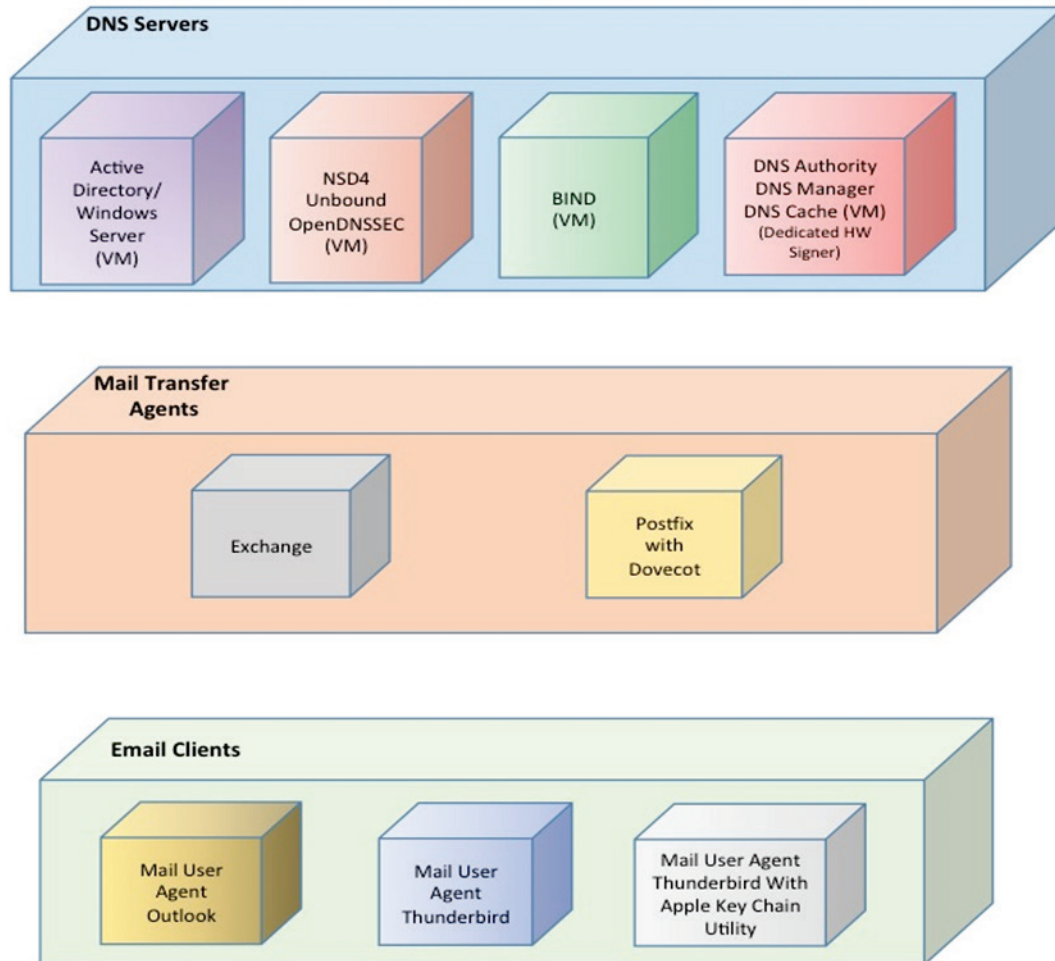 DNS Servers
Active
Directory/
Windows
Server
(VM)
NSD4
Unbound
OpenDNSSEC
(VM)
BIND
(VM)
DNS Authority
DNS Manager
DNS Cache (VM)
(Dedicated HW
Signer)
Mail Transfer
Agents
Exchange
Postfix
with
Dovecot
Email Clients
Mail User
Agent
Outlook
Mail User
Agent
Thunderbird
Mail User Agent
Thunderbird With
Apple Key Chain
Utility